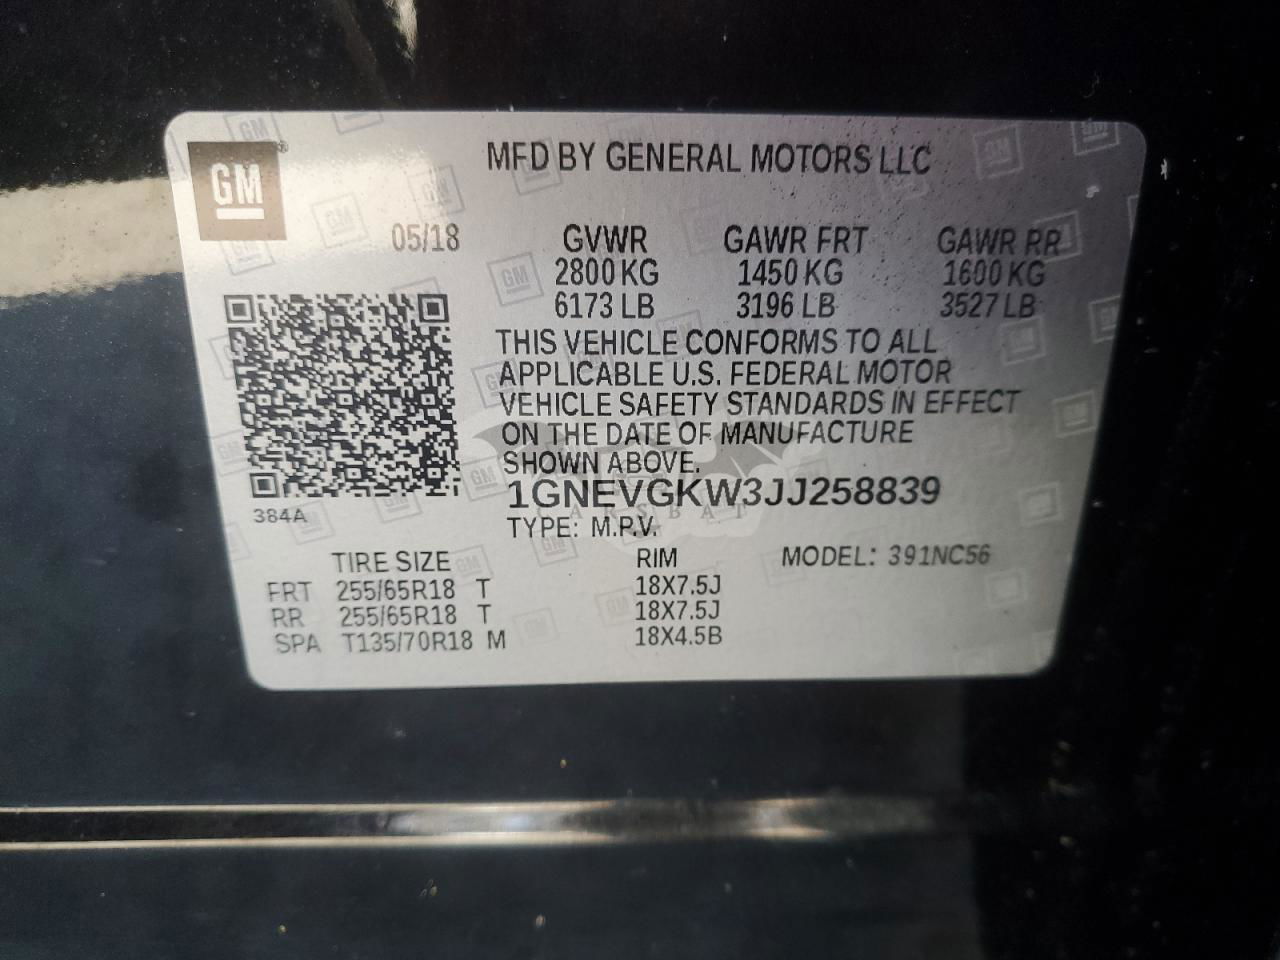 GM®
MFD BY GENERAL MOTORS LLC
05/18 GVWR GAWR FRT GAWR RR
2800 KG 1450 KG 1600 KG
6173 LB 3196 LB 3527 LB
THIS VEHICLE CONFORMS TO ALL
APPLICABLE U.S. FEDERAL MOTOR
VEHICLE SAFETY STANDARDS IN EFFECT
ON THE DATE OF MANUFACTURE
SHOWN ABOVE.
1GNEVGKW3JJ258839
384A
CARSBAT
TYPE: M.P.V.
TIRE SIZE RIM MODEL: 391NC56
FRT 255/65R18 T 18X7.5J
RR 255/65R18 T 18X7.5J
SPA T135/70R18 M 18X4.5B